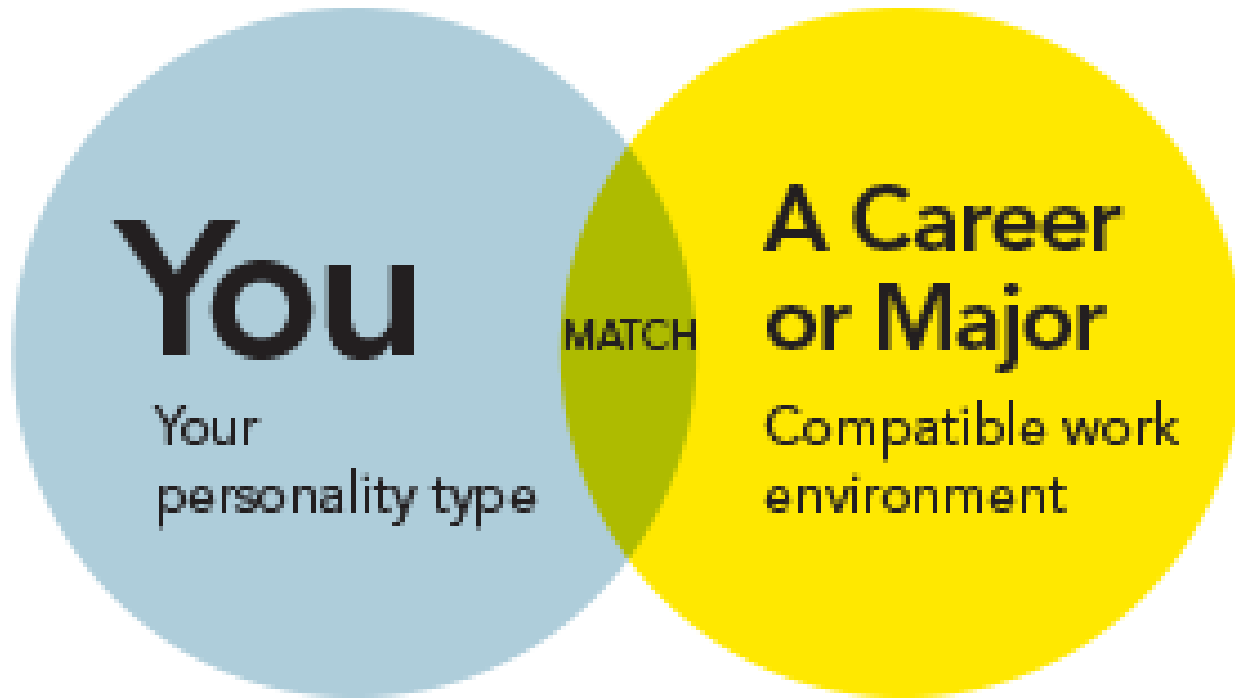 You
Your
personality type
MATCH
A Career
or Major
Compatible work
environment